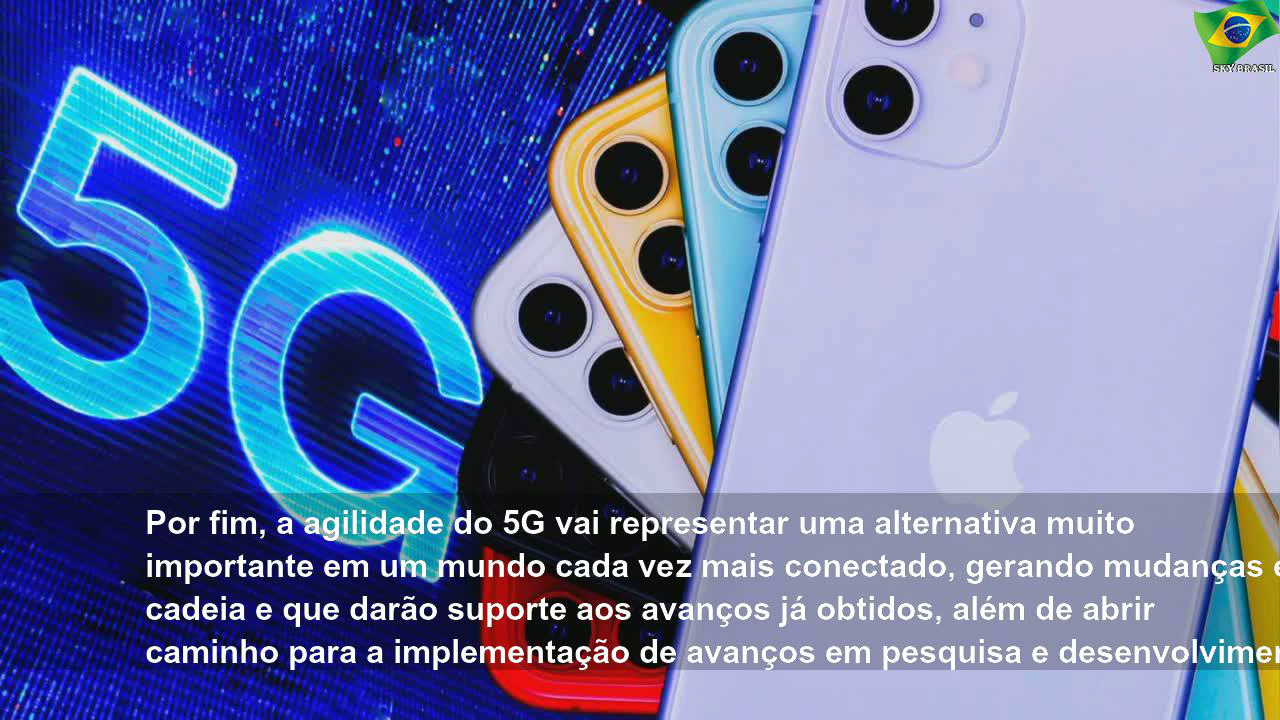 SKY BRASIL
5G
Por fim, a agilidade do 5G vai representar uma alternativa muito
importante em um mundo cada vez mais conectado, gerando mudanças
cadeia e que darão suporte aos avanços já obtidos, além de abrir
caminho para a implementação de avanços em pesquisa e